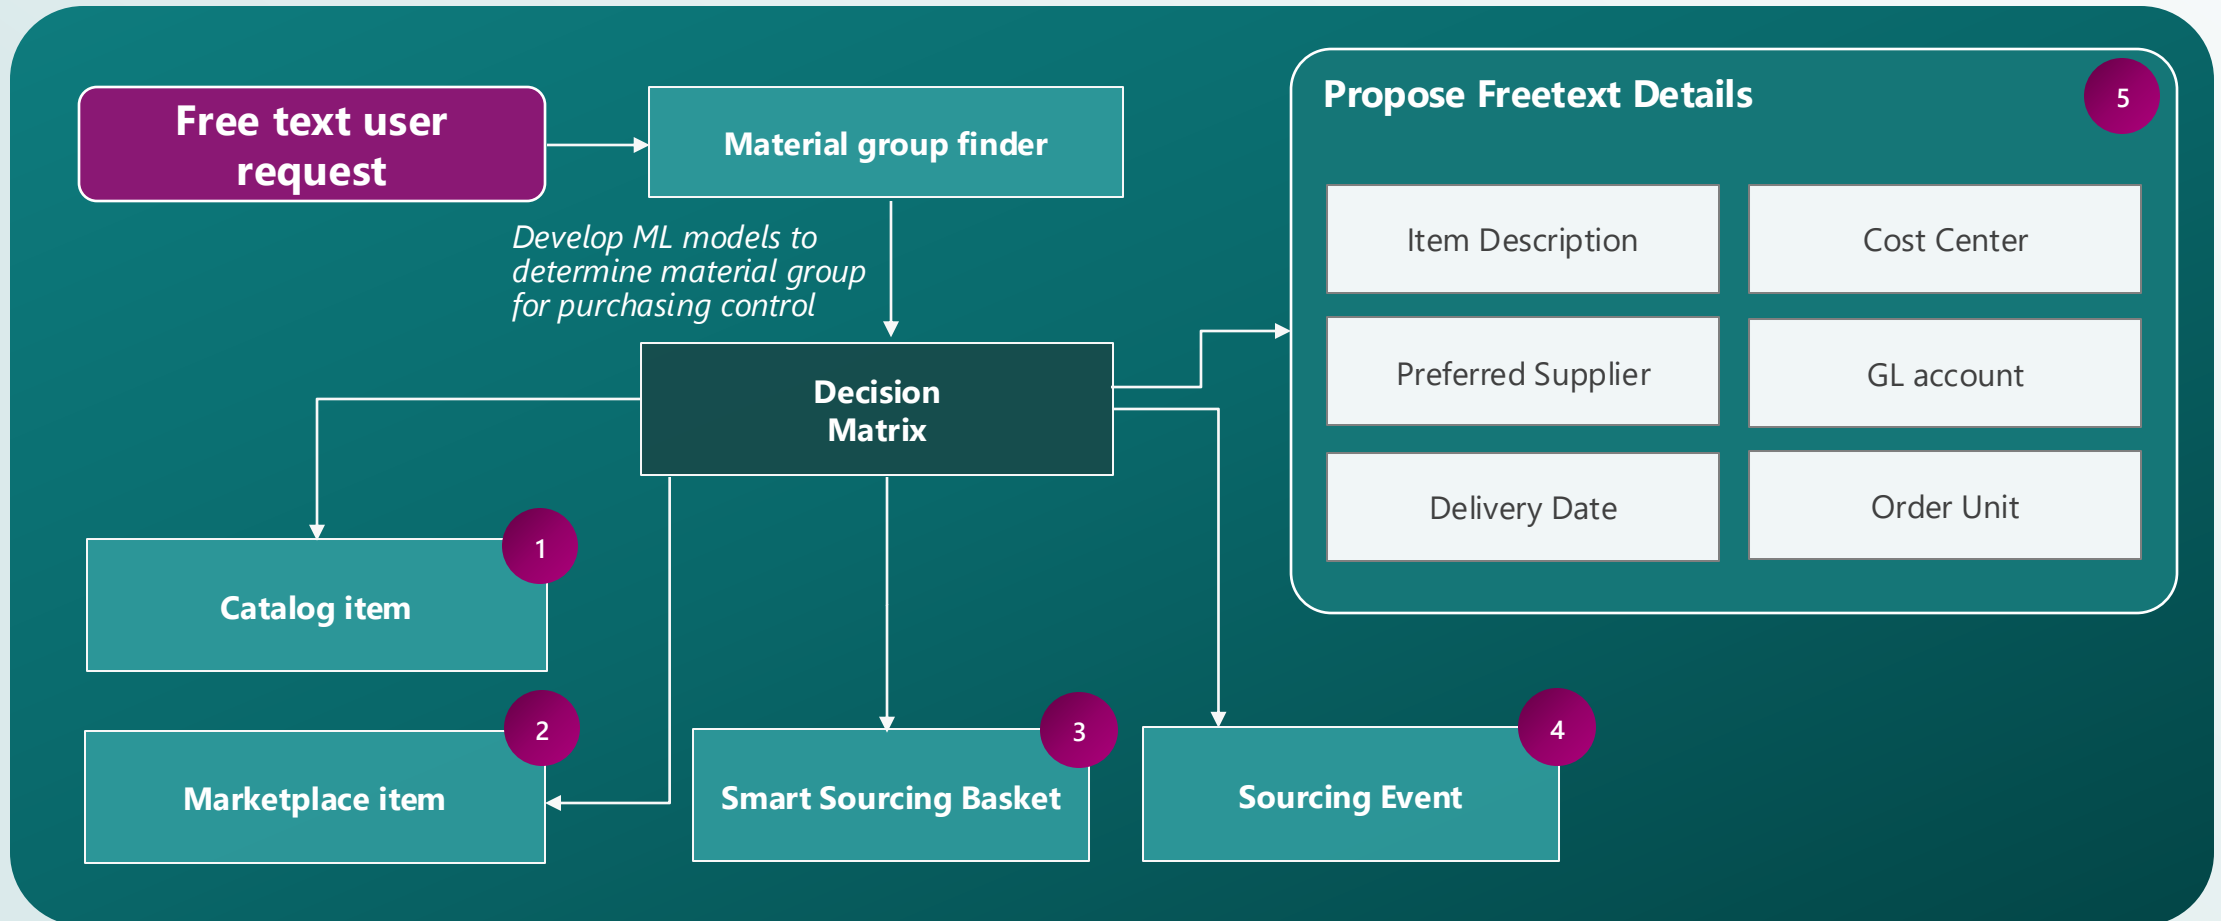 Free text user
request
Material group finder
Develop ML models to
determine material group
for purchasing control
Decision
Matrix
Propose Freetext Details
5
Item Description
Cost Center
Preferred Supplier
GL account
Delivery Date
Order Unit
1
Catalog item
2
Marketplace item
3
Smart Sourcing Basket
4
Sourcing Event